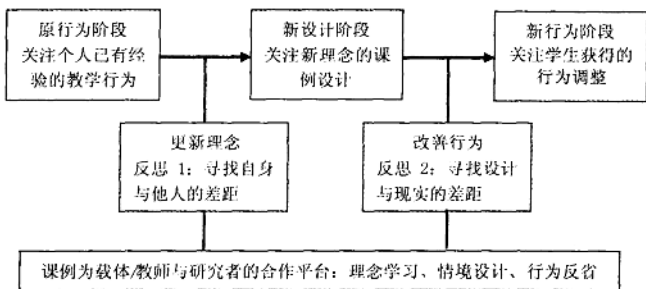 原行为阶段
关注个人已有经
验的教学行为
新设计阶段
关注新理念的课
例设计
新行为阶段
关注学生获得的
行为调整
更新理念
反思 1：寻找自身
与他人的差距
改善行为
反思 2：寻找设计
与现实的差距
课例为载体/教师与研究者的合作平台：理念学习、情境设计、行为反省